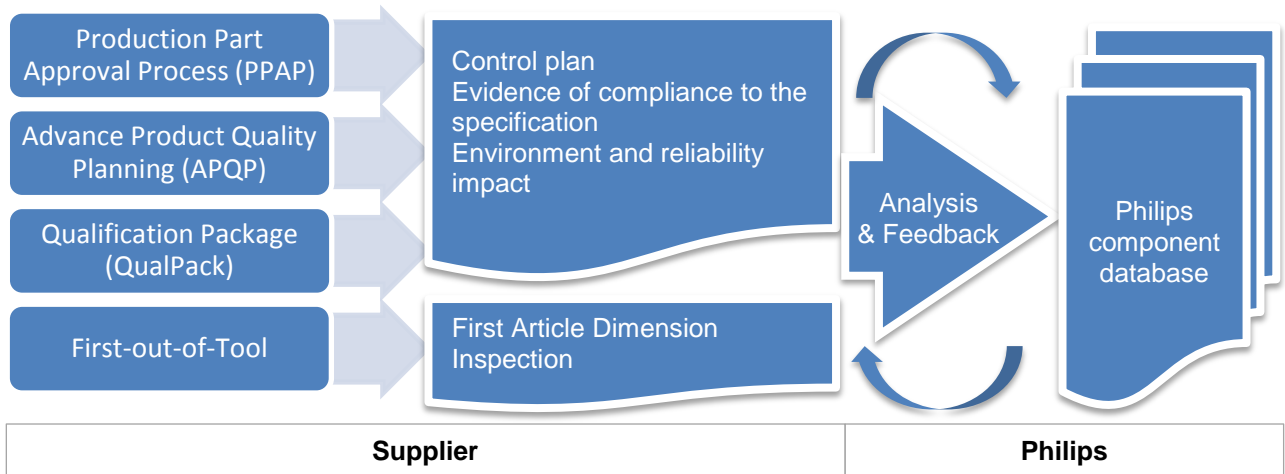 Production Part
Approval Process (PPAP)
Advance Product Quality
Planning (APQP)
Qualification Package
(QualPack)
First-out-of-Tool
Control plan
Evidence of compliance to the
specification
Environment and reliability
impact
First Article Dimension
Inspection
Analysis
& Feedback
Philips
component
database
Supplier
Philips